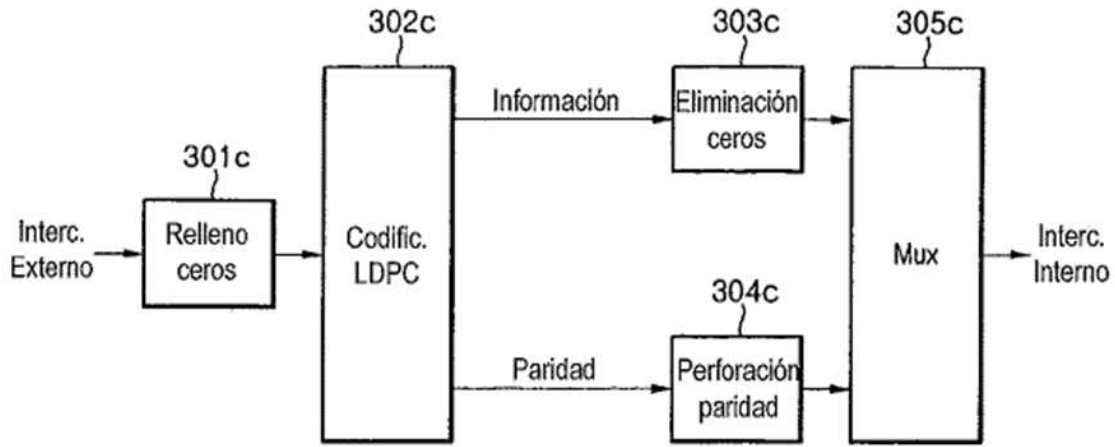 302c
303c
305c
Información
Eliminación
ceros
301c
Interc.
Externo
Relleno
ceros
Codific.
LDPC
Mux
Interc.
Interno
304c
Paridad
Perforación
paridad